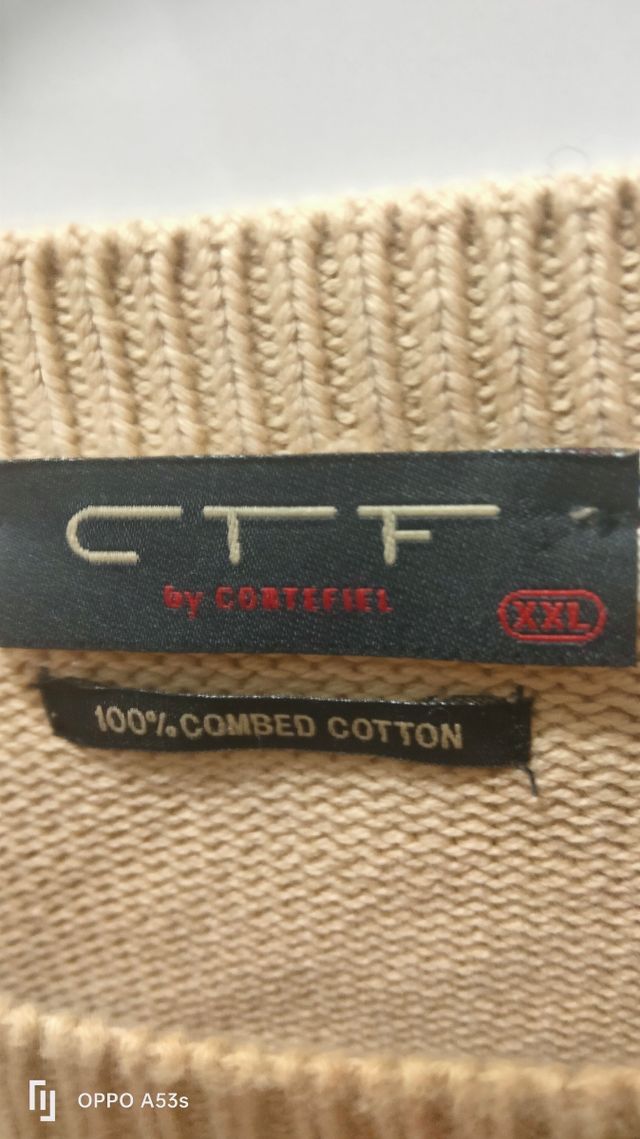 CTF
by CORTEFIEL
XXL
100% COMBED COTTON
OPPO A53s